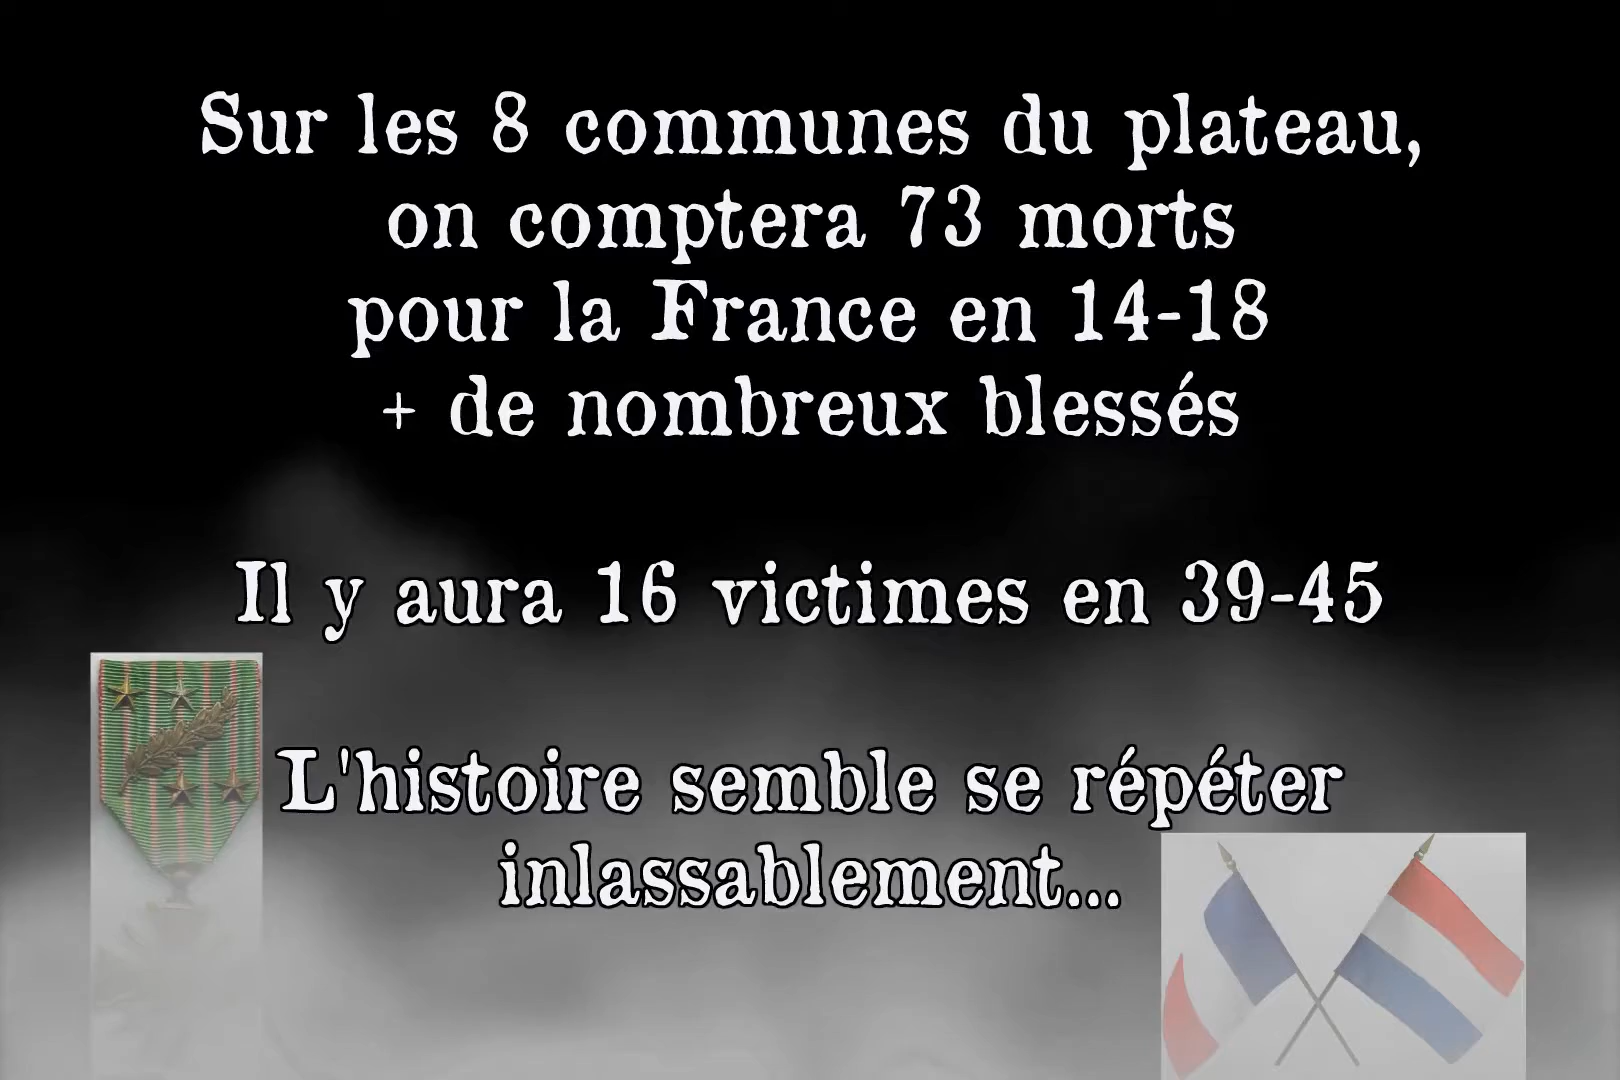 Sur les 8 communes du plateau,
on comptera 73 morts
pour la France en 14-18
+ de nombreux blessés
Il y aura 16 victimes en 39-45
L'histoire semble se répéter
inlassablement...